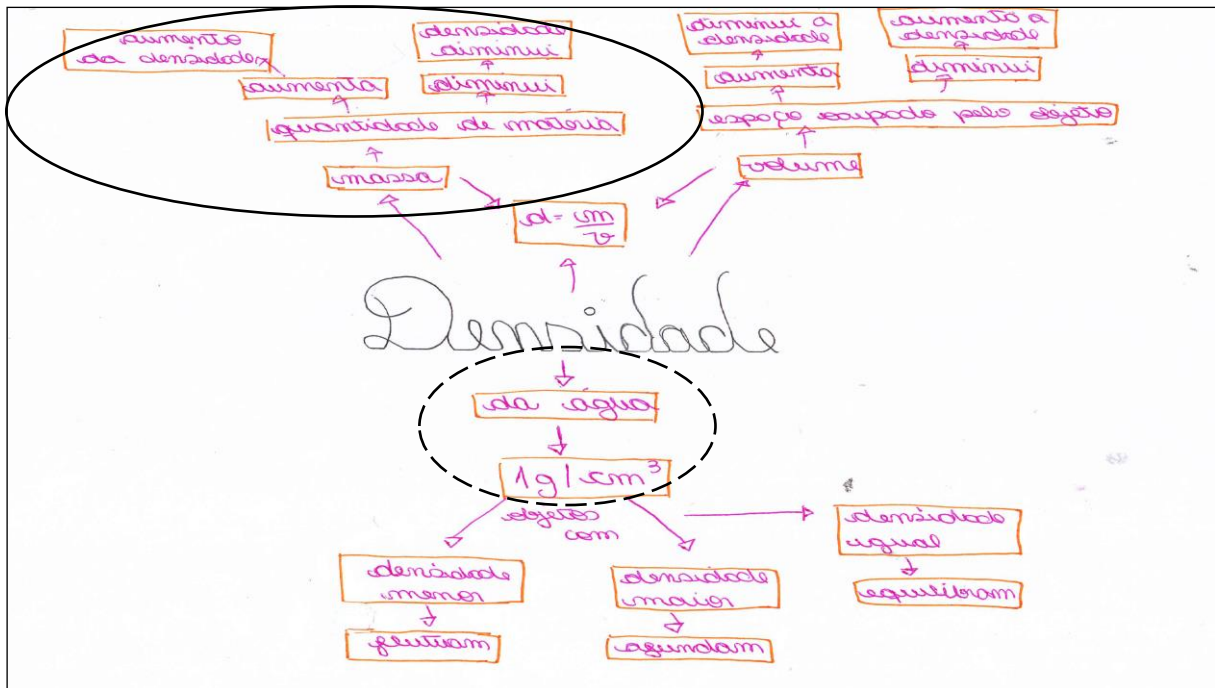 aumento
da densidade
densidade
diminui
diminui a
densidade
aumento a
densidade
aumenta
diminui
aumenta
diminui
quantidade de matéria
espaço ocupado pelo objeto
massa
volume
d= m
v
Densidade
da água
1g/cm³
objetos
com
densidade
igual
densidade
menor
densidade
maior
equilibram
flutuam
afundam